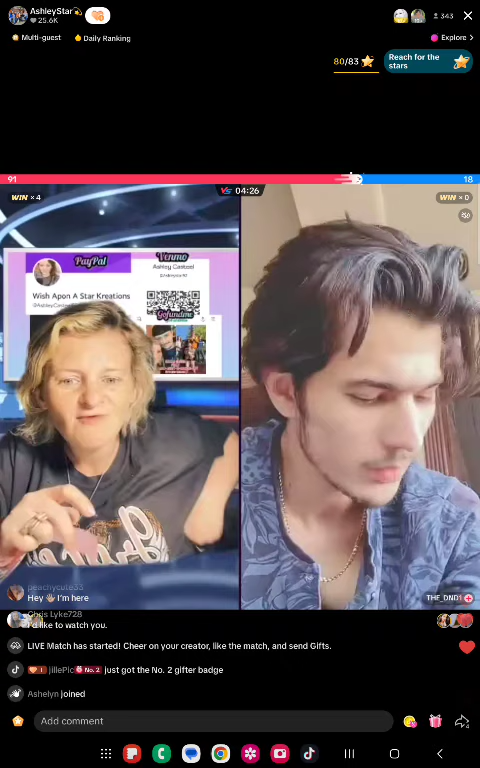 AshleyStar
25.6K
343
Multi-guest
Daily Ranking
Explore
80/83
Reach for the
stars
91
18
WIN × 4
VS 04:26
WIN × 0
PayPal
Venmo
Ashley Casteel
Wish Apon A Star Kreations
Gofundme
Grace
peachycute33
Hey 👋🏽 I'm here
THE_DND1
Chris Lyke728
I'd like to watch you.
LIVE Match has started! Cheer on your creator, like the match, and send Gifts.
jillePic No. 2 just got the No. 2 gifter badge
Ashelyn joined
Add comment